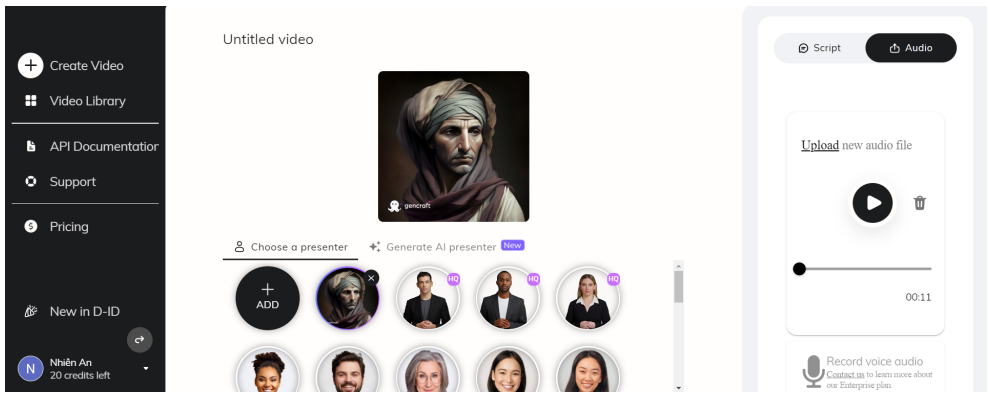 Create Video
Video Library
API Documentation
Support
Pricing
New in D-ID
N
Nhiên An
20 credits left
Untitled video
gencraft
Choose a presenter
Generate AI presenter New
ADD
HQ
HQ
HQ
Script
Audio
Upload new audio file
00:11
Record voice audio
Contact us to learn more about
our Enterprise plan